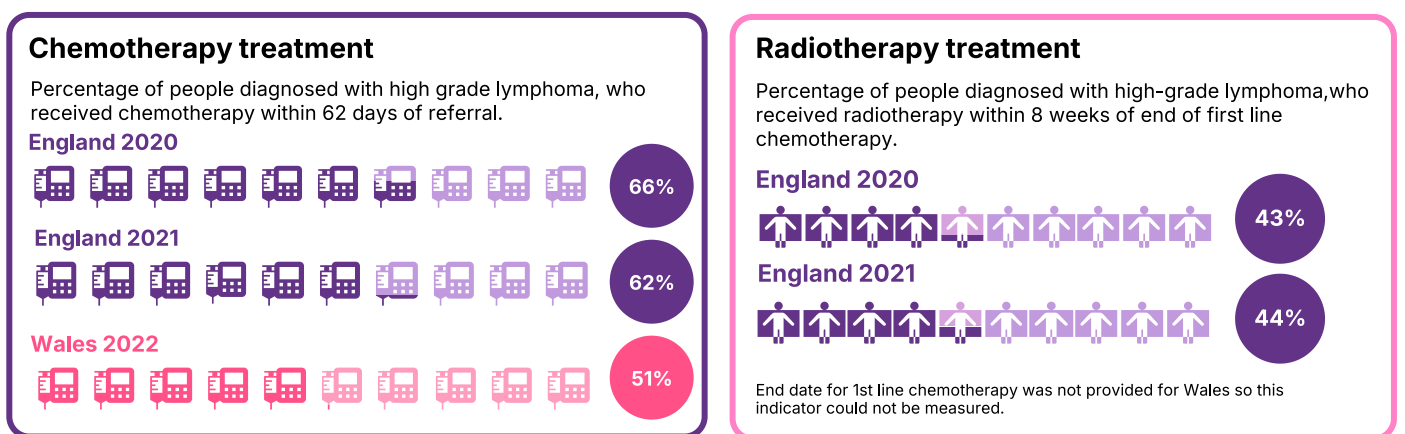 Chemotherapy treatment
Percentage of people diagnosed with high grade lymphoma, who
received chemotherapy within 62 days of referral.
England 2020
66%
England 2021
62%
Wales 2022
51%
Radiotherapy treatment
Percentage of people diagnosed with high-grade lymphoma,who
received radiotherapy within 8 weeks of end of first line
chemotherapy.
England 2020
43%
England 2021
44%
End date for 1st line chemotherapy was not provided for Wales so this
indicator could not be measured.